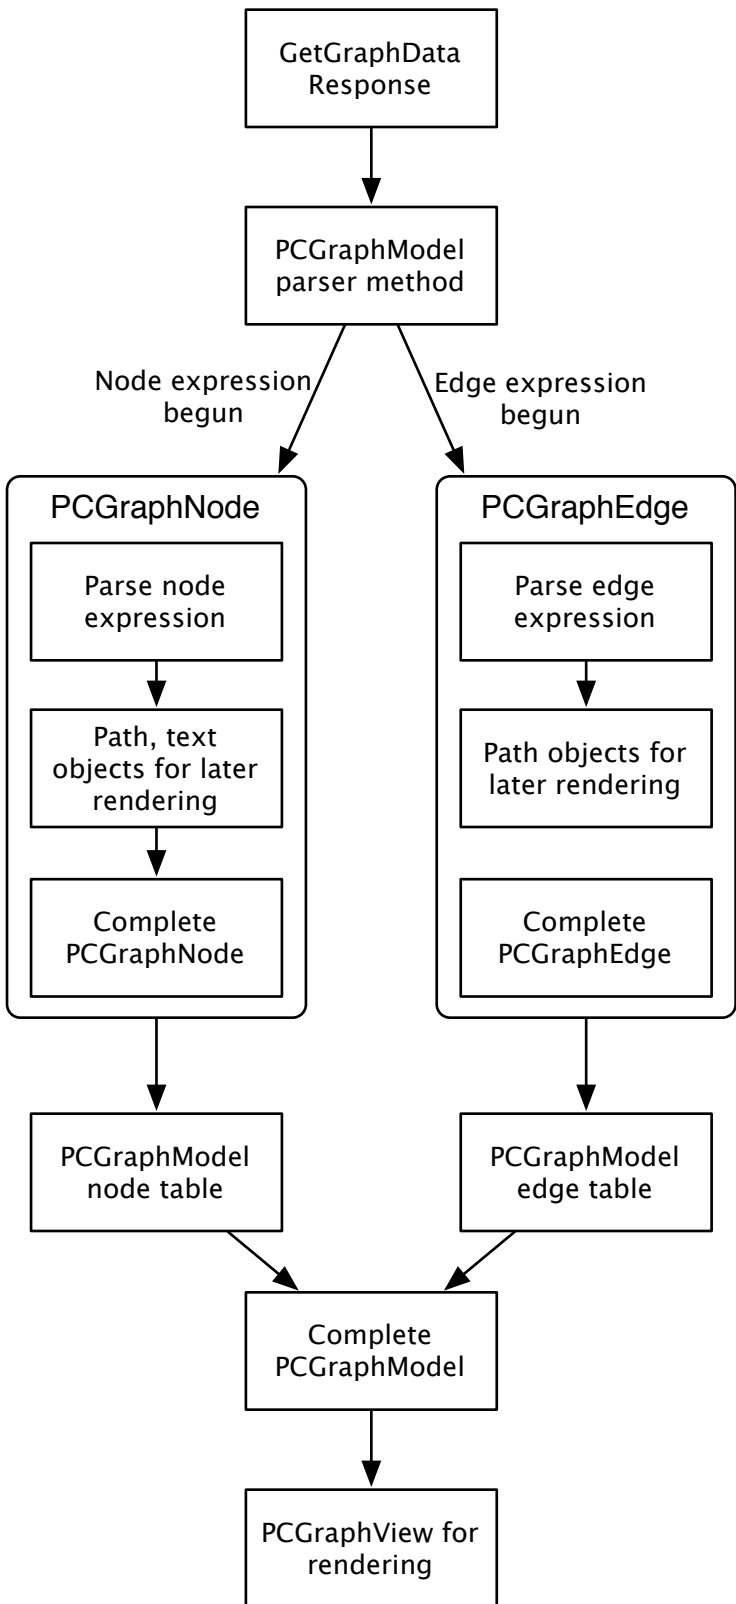 GetGraphData
Response
PCGraphModel
parser method
Node expression
begun
Edge expression
begun
PCGraphNode
Parse node
expression
Path, text
objects for later
rendering
Complete
PCGraphNode
PCGraphEdge
Parse edge
expression
Path objects for
later rendering
Complete
PCGraphEdge
PCGraphModel
node table
PCGraphModel
edge table
Complete
PCGraphModel
PCGraphView for
rendering